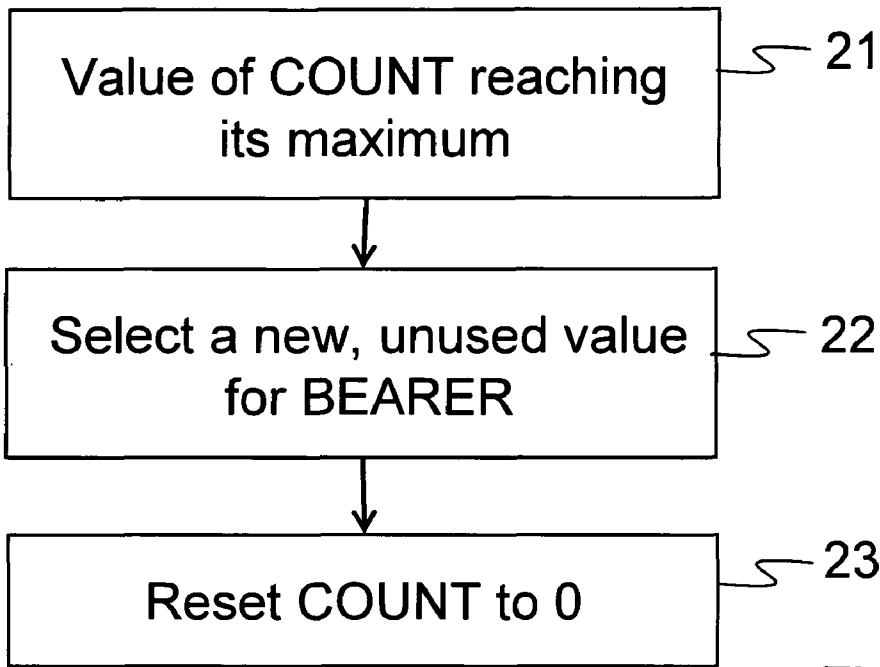 Value of COUNT reaching
its maximum
21
Select a new, unused value
for BEARER
22
Reset COUNT to 0
23